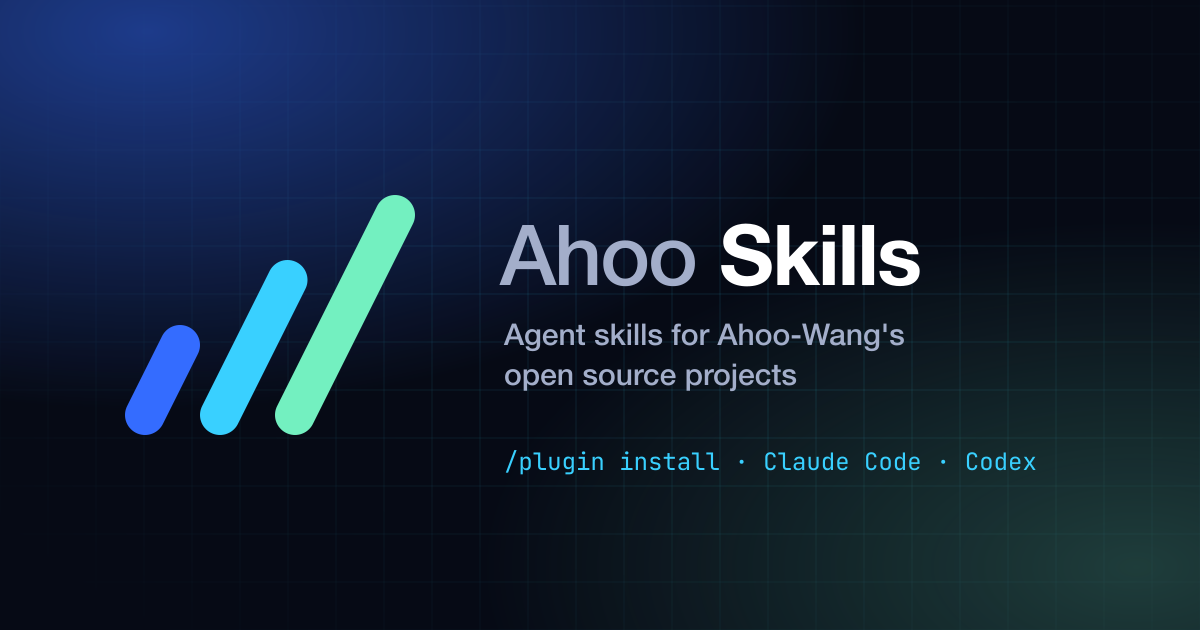 Ahoo Skills
Agent skills for Ahoo-Wang's
open source projects
/plugin install · Claude Code · Codex